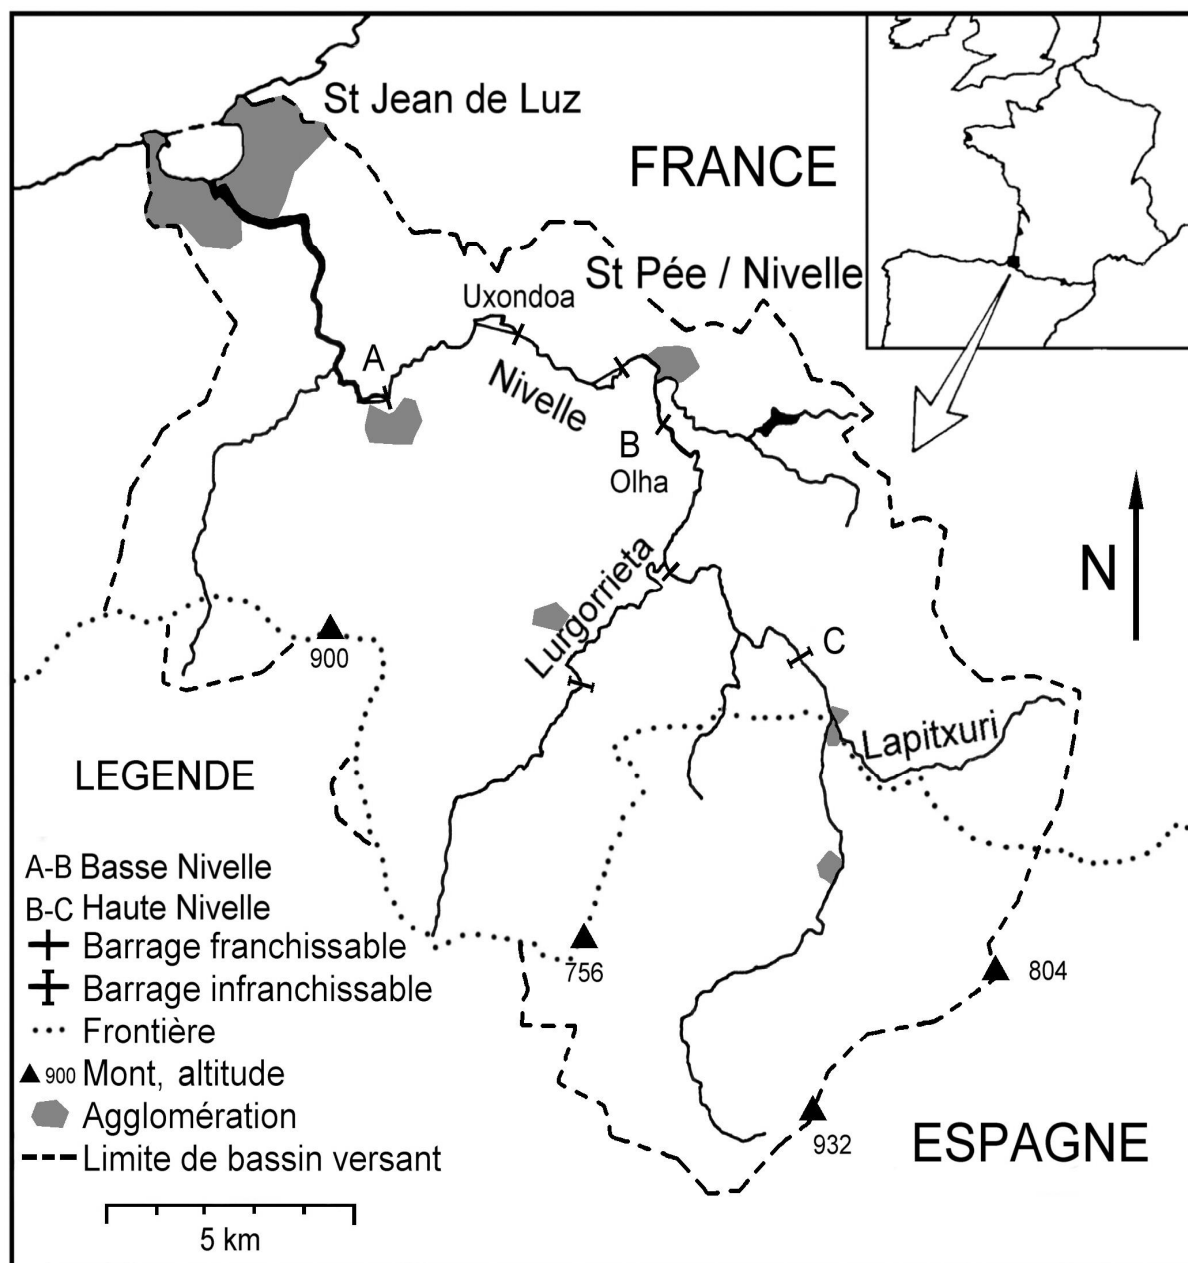 St Jean de Luz
FRANCE
St Pée / Nivelle
Uxondoa
A
Nivelle
B
Olha
N
Lurgorrieta
C
900
Lapitxuri
LEGENDE
A-B Basse Nivelle
B-C Haute Nivelle
Barrage franchissable
756
804
Barrage infranchissable
Frontière
900 Mont, altitude
Agglomération
932
ESPAGNE
Limite de bassin versant
5 km